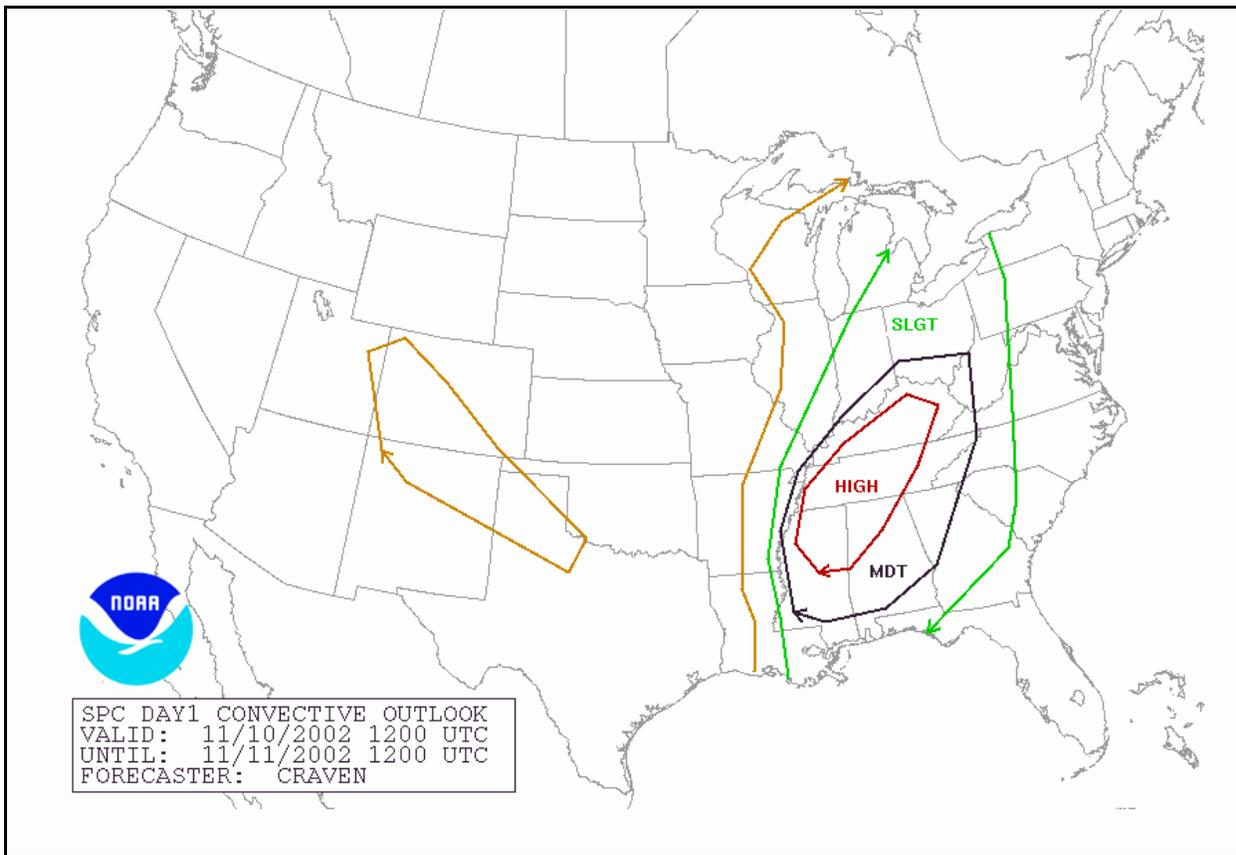 SLGT
HIGH
MDT
NOAA
SPC DAY1 CONVECTIVE OUTLOOK
VALID:  11/10/2002 1200 UTC
UNTIL:  11/11/2002 1200 UTC
FORECASTER:  CRAVEN